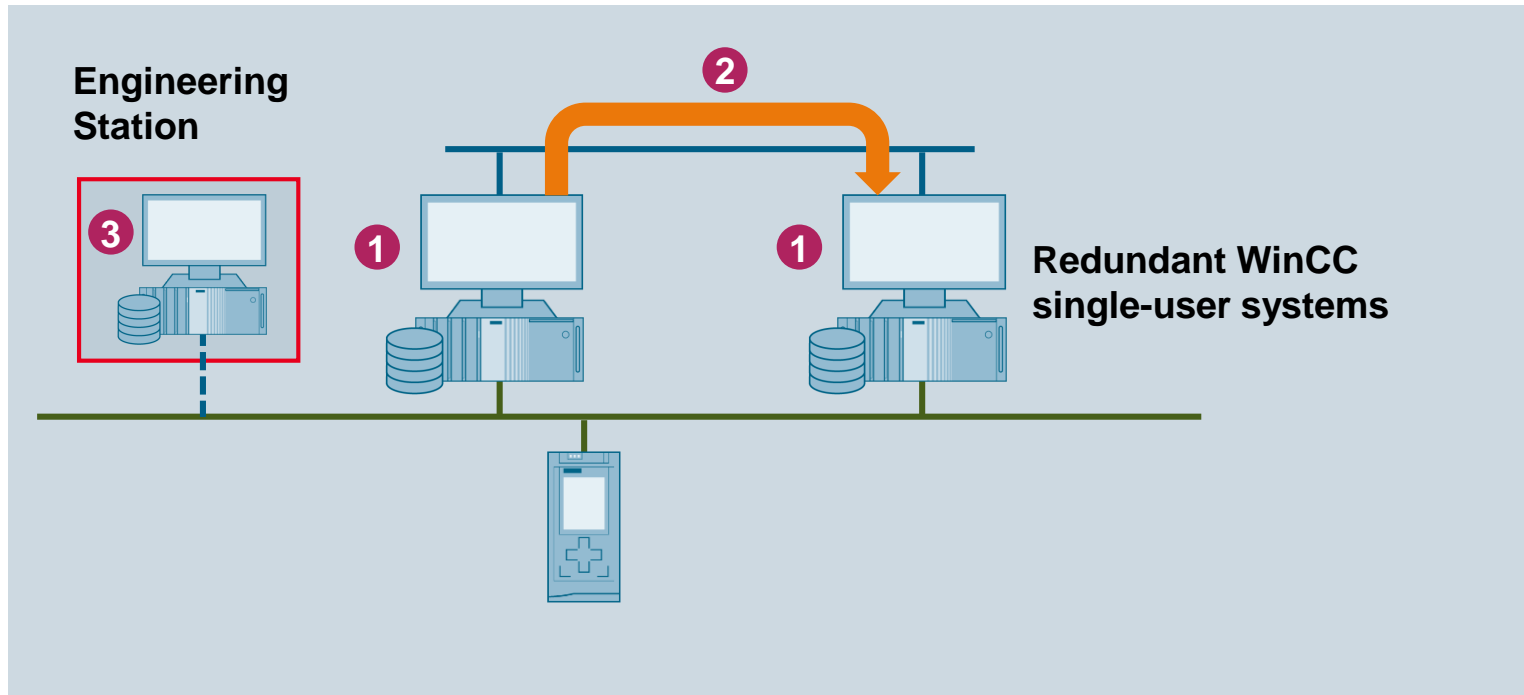 Engineering
Station
2
3
1
1
Redundant WinCC
single-user systems